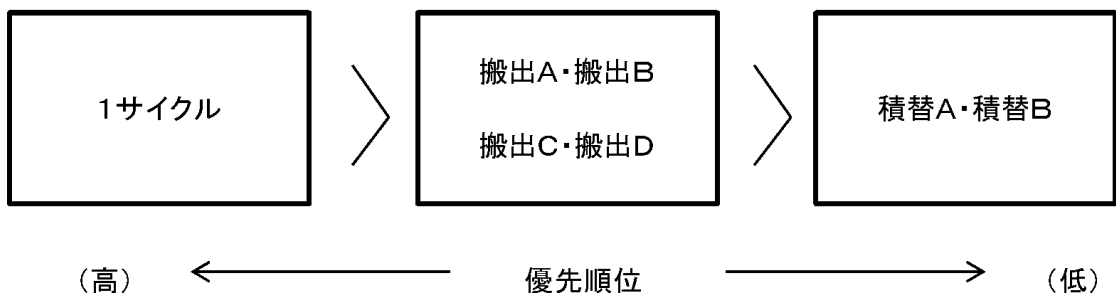 1サイクル
搬出A・搬出B
搬出C・搬出D
積替A・積替B
(高)
優先順位
(低)